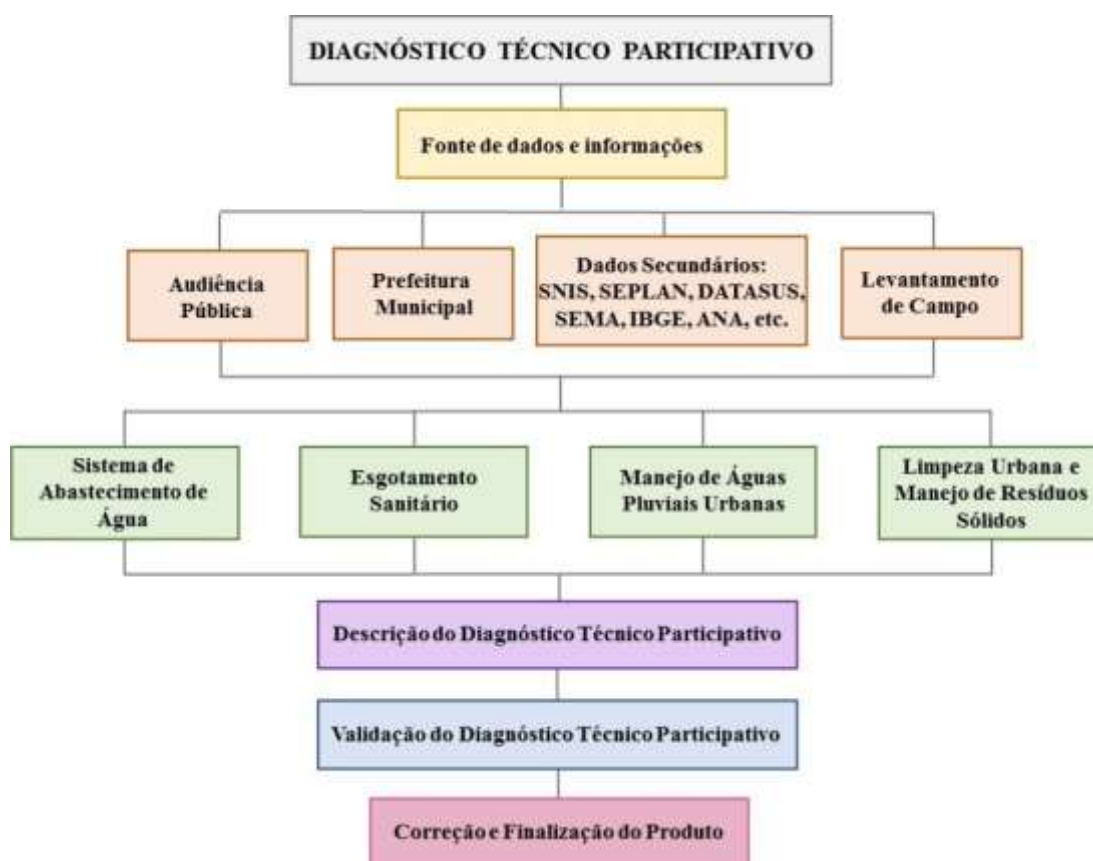 DIAGNÓSTICO TÉCNICO PARTICIPATIVO
Fonte de dados e informações
Audiência
Pública
Prefeitura
Municipal
Dados Secundários:
SNIS, SEPLAN, DATASUS,
SEMA, IBGE, ANA, etc.
Levantamento
de Campo
Sistema de
Abastecimento de
Água
Esgotamento
Sanitário
Manejo de Águas
Pluviais Urbanas
Limpeza Urbana e
Manejo de Resíduos
Sólidos
Descrição do Diagnóstico Técnico Participativo
Validação do Diagnóstico Técnico Participativo
Correção e Finalização do Produto